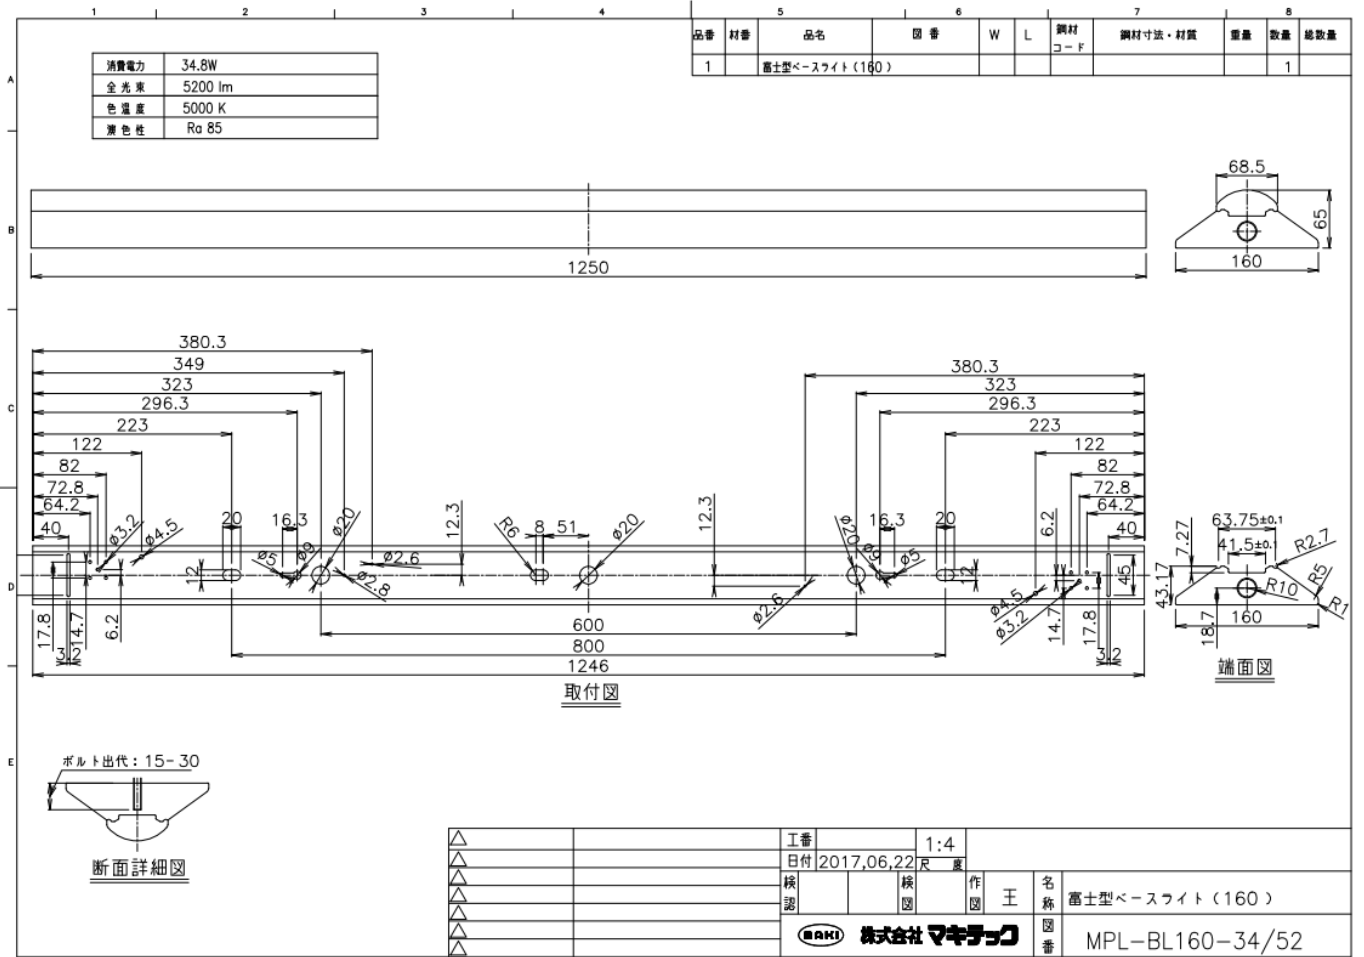 1 2 3 4 5 6 7 8
A
B
C
D
E
品番 材番 品名 図番 W L 鋼材コード 鋼材寸法・材質 重量 数量 総数量
1 富士型ベースライト(160) 1
消費電力 34.8W
全光束 5200 lm
色温度 5000 K
演色性 Ra 85
1250
68.5
65
160
380.3
349
323
296.3
223
122
82
72.8
64.2
40
380.3
323
296.3
223
122
82
72.8
64.2
40
ø3.2
ø4.5
20
16.3
ø20
12.3
R6
8
51
ø20
12.3
ø20
16.3
20
6.2
12
ø5
ø9
ø2.8
ø2.6
ø2.6
ø9
ø5
12
ø4.5
ø3.2
45
17.8
3.2
14.7
6.2
14.7
17.8
3.2
600
800
1246
取付図
63.75±0.1
41.5±0.1
7.27
R2.7
43.17
R10
R5
R1
18.7
160
端面図
ボルト出代:15-30
断面詳細図
工番
1:4
日付 2017,06,22 尺度
検認 検図 作図 王 名称 富士型ベースライト(160)
MAKI 株式会社マキテック 図番 MPL-BL160-34/52